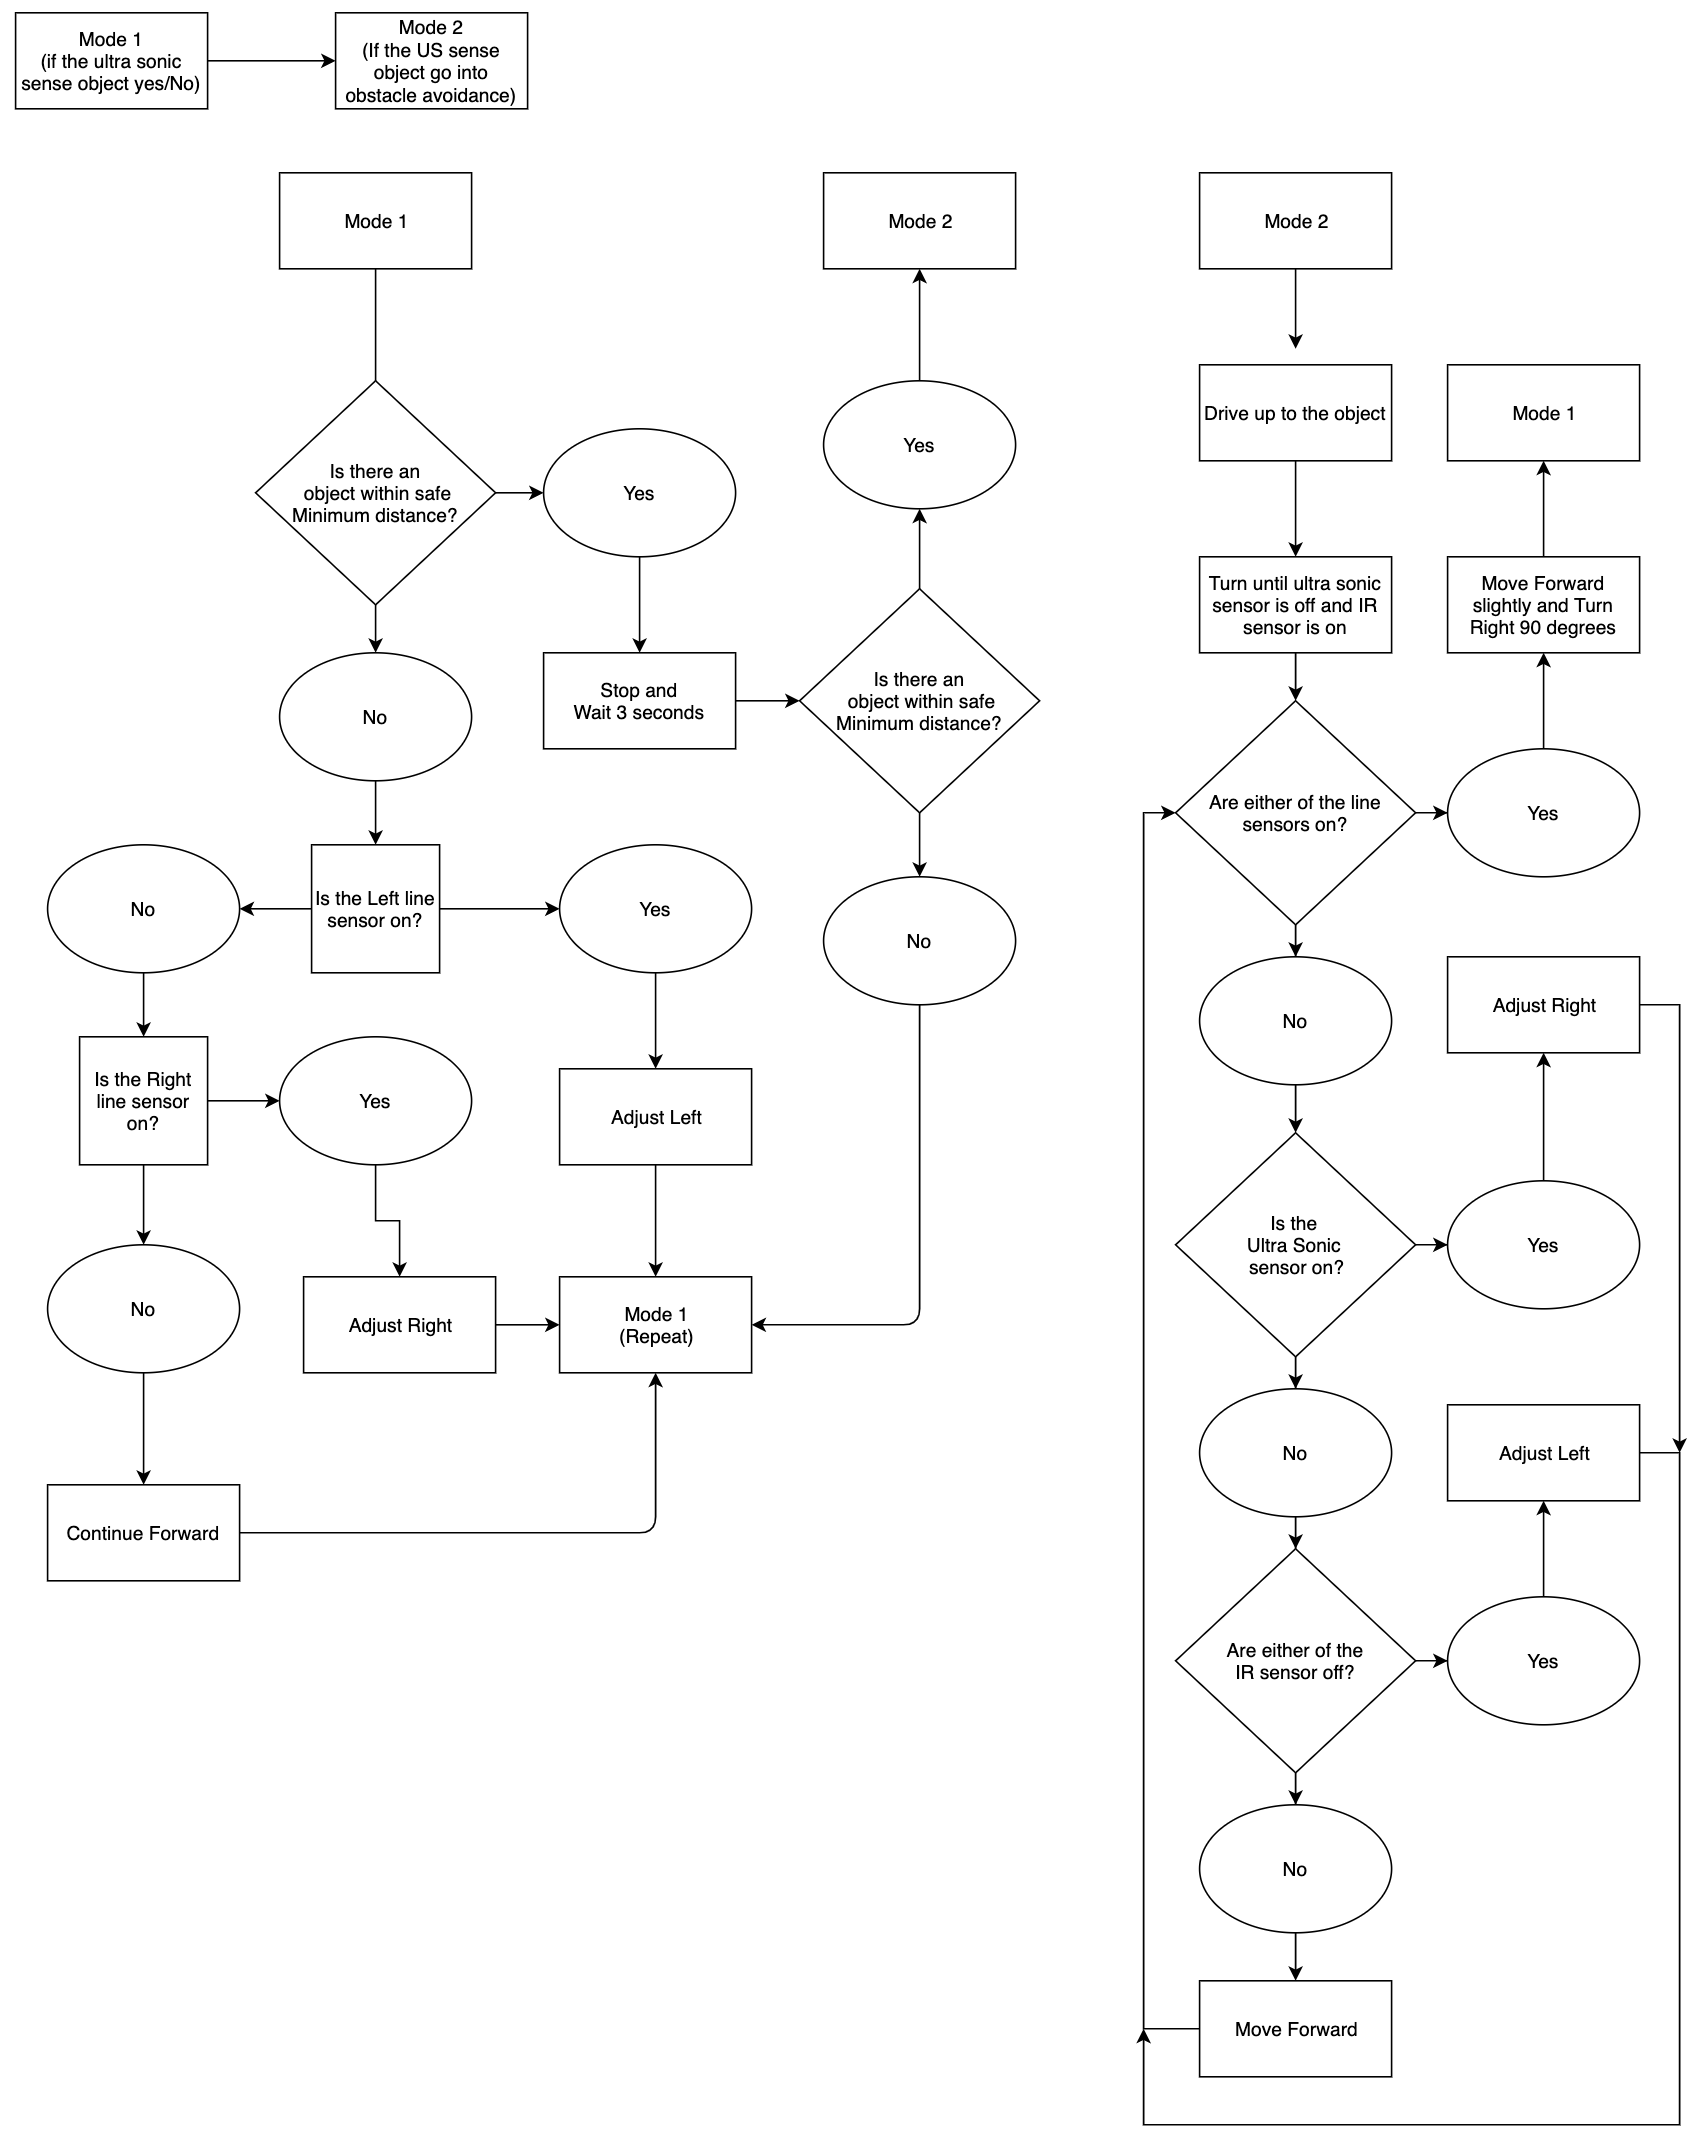 Mode 1
(if the ultra sonic
sense object yes/No)
Mode 2
(If the US sense
object go into
obstacle avoidance)
Mode 1
Is there an
object within safe
Minimum distance?
Yes
Stop and
Wait 3 seconds
No
Is the Left line
sensor on?
No
Yes
Is the Right
line sensor
on?
Yes
Adjust Left
No
Adjust Right
Mode 1
(Repeat)
Continue Forward
Mode 2
Yes
Is there an
object within safe
Minimum distance?
No
Mode 2
Drive up to the object
Turn until ultra sonic
sensor is off and IR
sensor is on
Are either of the line
sensors on?
Yes
Move Forward
slightly and Turn
Right 90 degrees
Mode 1
No
Is the
Ultra Sonic
sensor on?
Yes
Adjust Right
No
Are either of the
IR sensor off?
Yes
Adjust Left
No
Move Forward